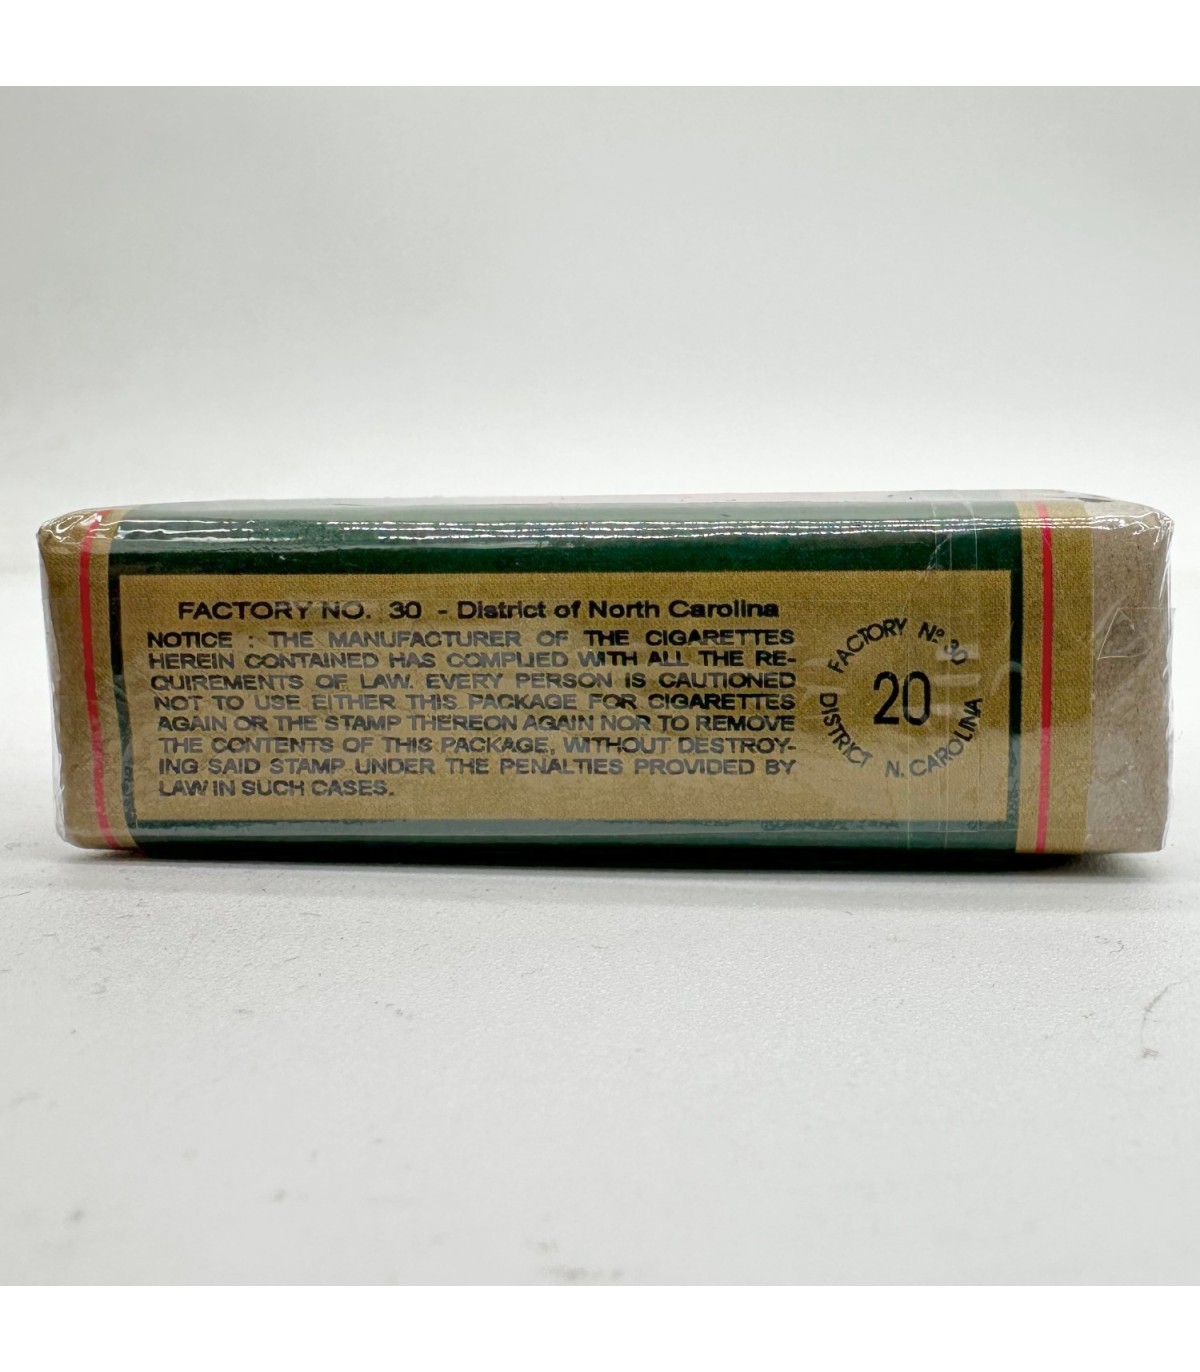 FACTORY NO. 30 - District of North Carolina
NOTICE : THE MANUFACTURER OF THE CIGARETTES
HEREIN CONTAINED HAS COMPLIED WITH ALL THE RE-
QUIREMENTS OF LAW. EVERY PERSON IS CAUTIONED
NOT TO USE EITHER THIS PACKAGE FOR CIGARETTES
AGAIN OR THE STAMP THEREON AGAIN NOR TO REMOVE
THE CONTENTS OF THIS PACKAGE, WITHOUT DESTROY-
ING SAID STAMP UNDER THE PENALTIES PROVIDED BY
LAW IN SUCH CASES.
FACTORY Nº 30
20
DISTRICT N. CAROLINA